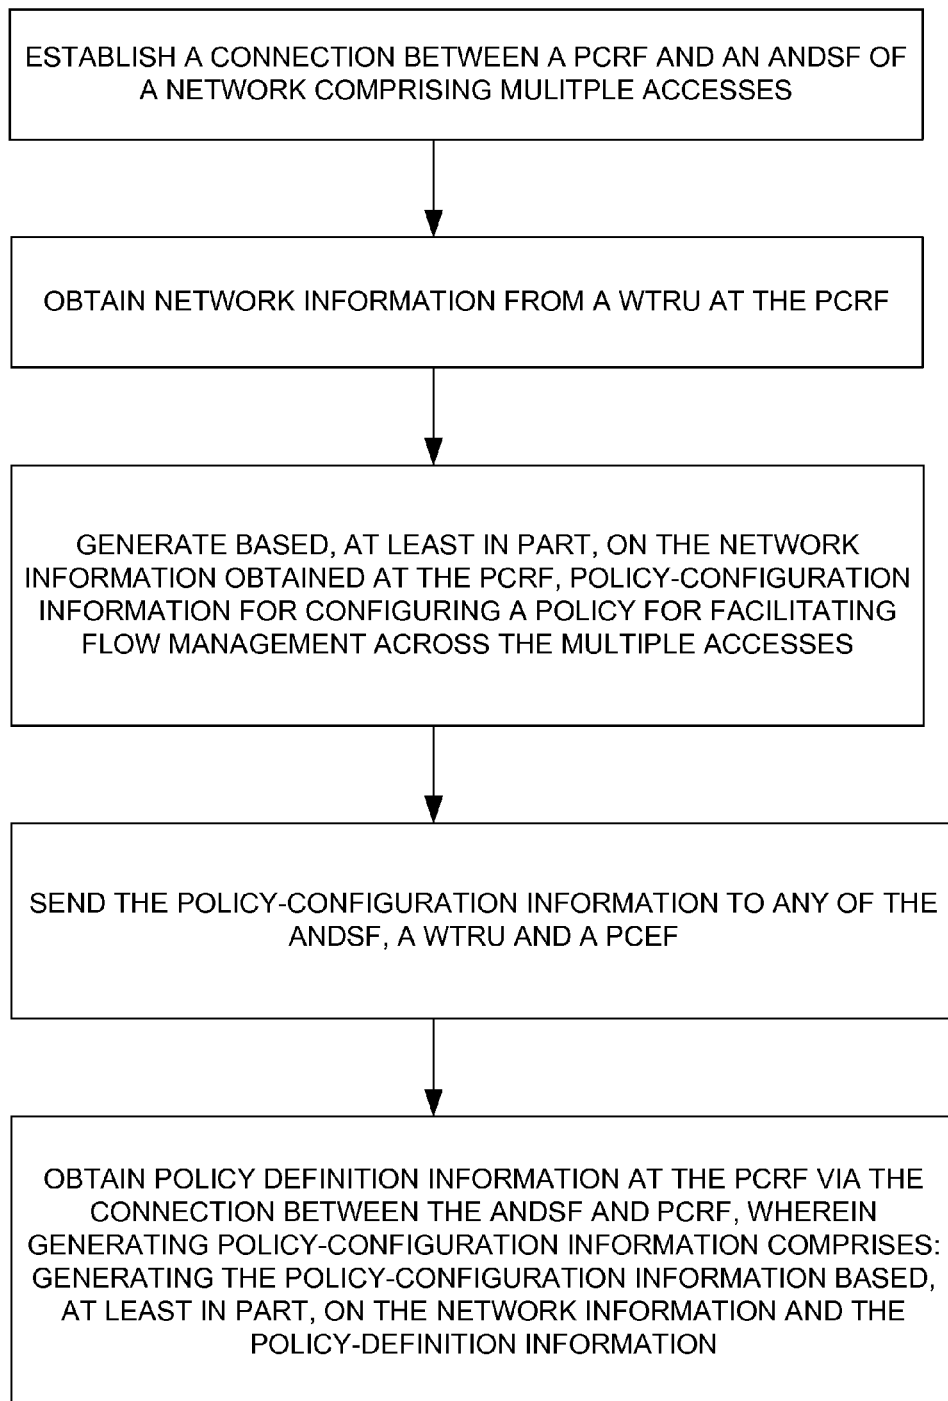 ESTABLISH A CONNECTION BETWEEN A PCRF AND AN ANDSF OF
A NETWORK COMPRISING MULITPLE ACCESSES
OBTAIN NETWORK INFORMATION FROM A WTRU AT THE PCRF
GENERATE BASED, AT LEAST IN PART, ON THE NETWORK
INFORMATION OBTAINED AT THE PCRF, POLICY-CONFIGURATION
INFORMATION FOR CONFIGURING A POLICY FOR FACILITATING
FLOW MANAGEMENT ACROSS THE MULTIPLE ACCESSES
SEND THE POLICY-CONFIGURATION INFORMATION TO ANY OF THE
ANDSF, A WTRU AND A PCEF
OBTAIN POLICY DEFINITION INFORMATION AT THE PCRF VIA THE
CONNECTION BETWEEN THE ANDSF AND PCRF, WHEREIN
GENERATING POLICY-CONFIGURATION INFORMATION COMPRISES:
GENERATING THE POLICY-CONFIGURATION INFORMATION BASED,
AT LEAST IN PART, ON THE NETWORK INFORMATION AND THE
POLICY-DEFINITION INFORMATION